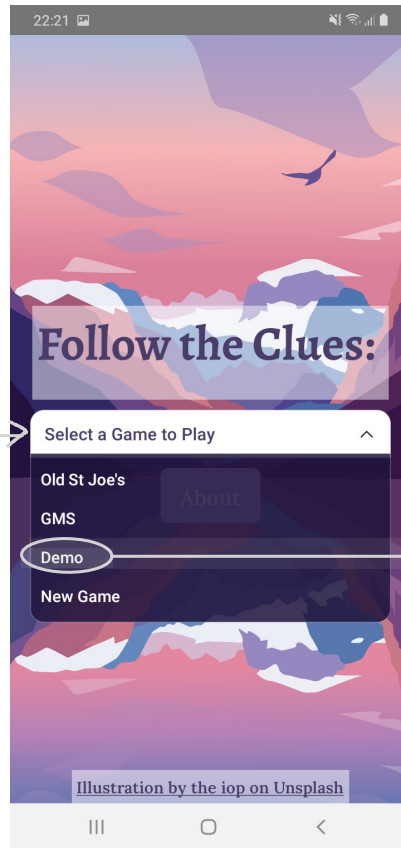 22:21
Follow the Clues:
Select a Game to Play
Old St Joe's
About
GMS
Demo
New Game
Illustration by the iop on Unsplash